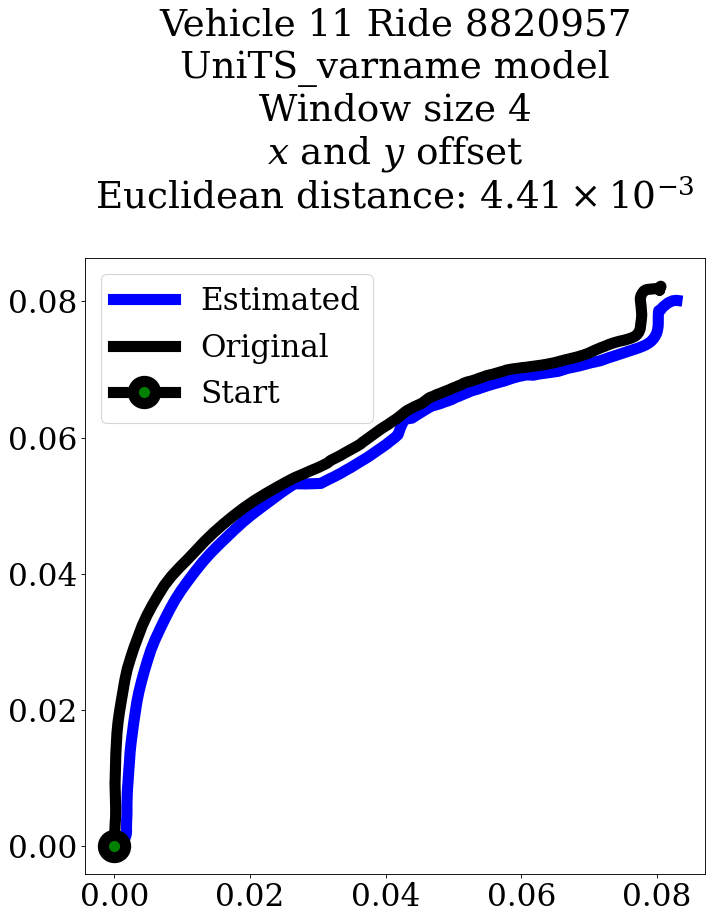 Vehicle 11 Ride 8820957
UniTS_varname model
Window size 4
x and y offset
Euclidean distance: 4.41 × 10⁻³
Estimated
Original
Start
0.08
0.06
0.04
0.02
0.00
0.00 0.02 0.04 0.06 0.08